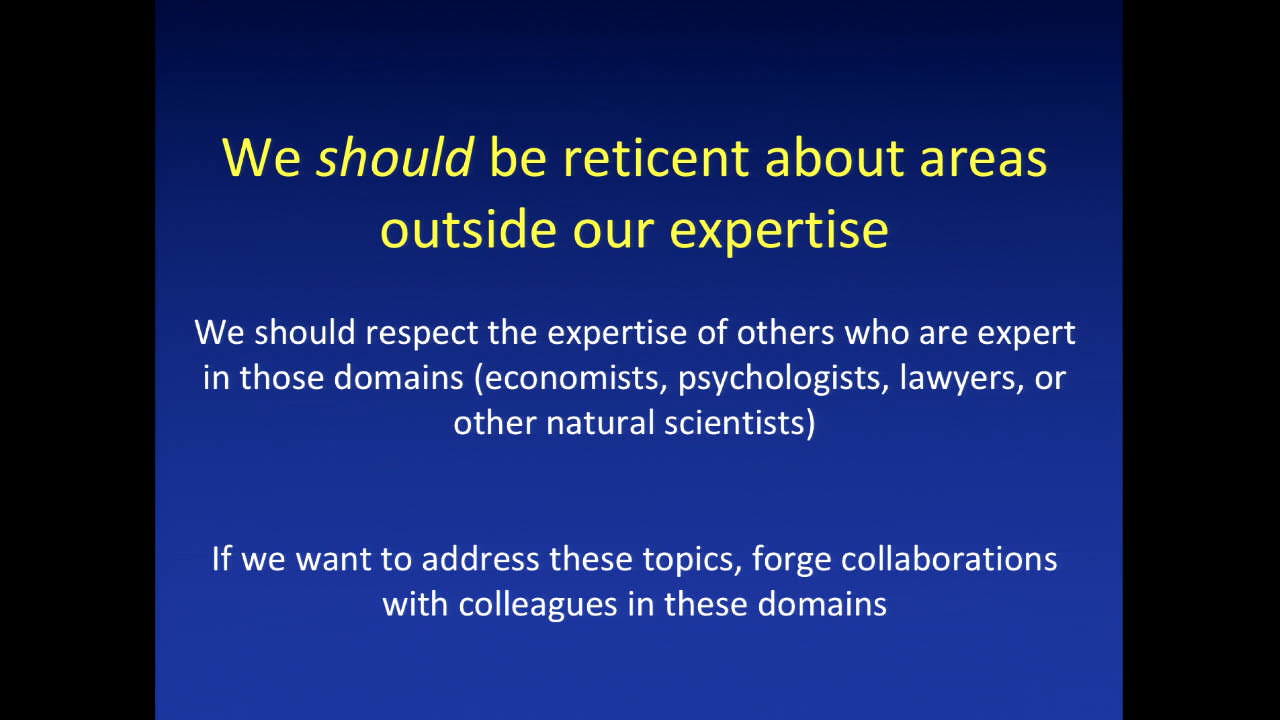 We should be reticent about areas
outside our expertise
We should respect the expertise of others who are expert
in those domains (economists, psychologists, lawyers, or
other natural scientists)
If we want to address these topics, forge collaborations
with colleagues in these domains